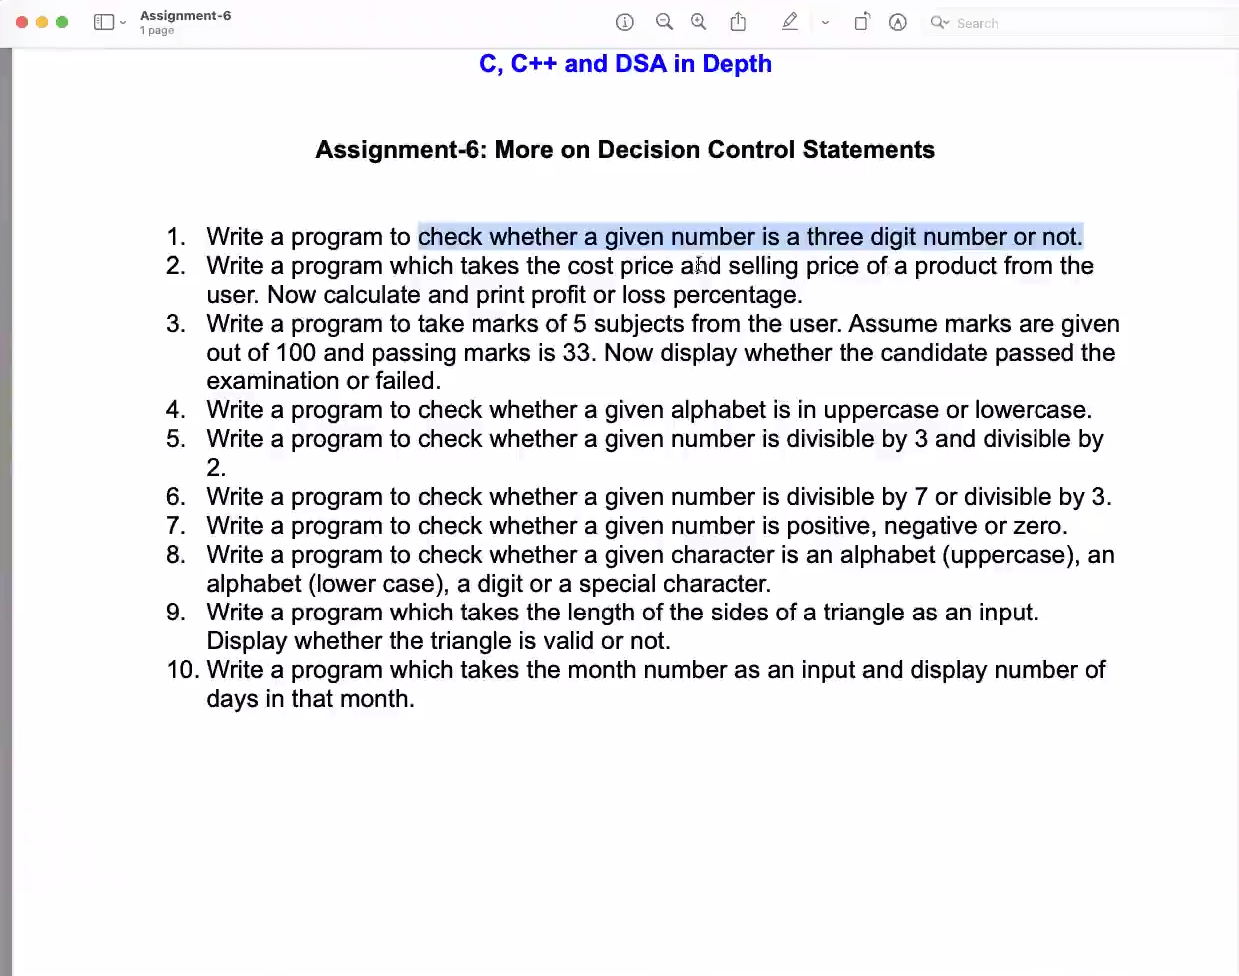 Assignment-6
1 page
Search
C, C++ and DSA in Depth
Assignment-6: More on Decision Control Statements
1. Write a program to check whether a given number is a three digit number or not.
2. Write a program which takes the cost price and selling price of a product from the
user. Now calculate and print profit or loss percentage.
3. Write a program to take marks of 5 subjects from the user. Assume marks are given
out of 100 and passing marks is 33. Now display whether the candidate passed the
examination or failed.
4. Write a program to check whether a given alphabet is in uppercase or lowercase.
5. Write a program to check whether a given number is divisible by 3 and divisible by
2.
6. Write a program to check whether a given number is divisible by 7 or divisible by 3.
7. Write a program to check whether a given number is positive, negative or zero.
8. Write a program to check whether a given character is an alphabet (uppercase), an
alphabet (lower case), a digit or a special character.
9. Write a program which takes the length of the sides of a triangle as an input.
Display whether the triangle is valid or not.
10. Write a program which takes the month number as an input and display number of
days in that month.